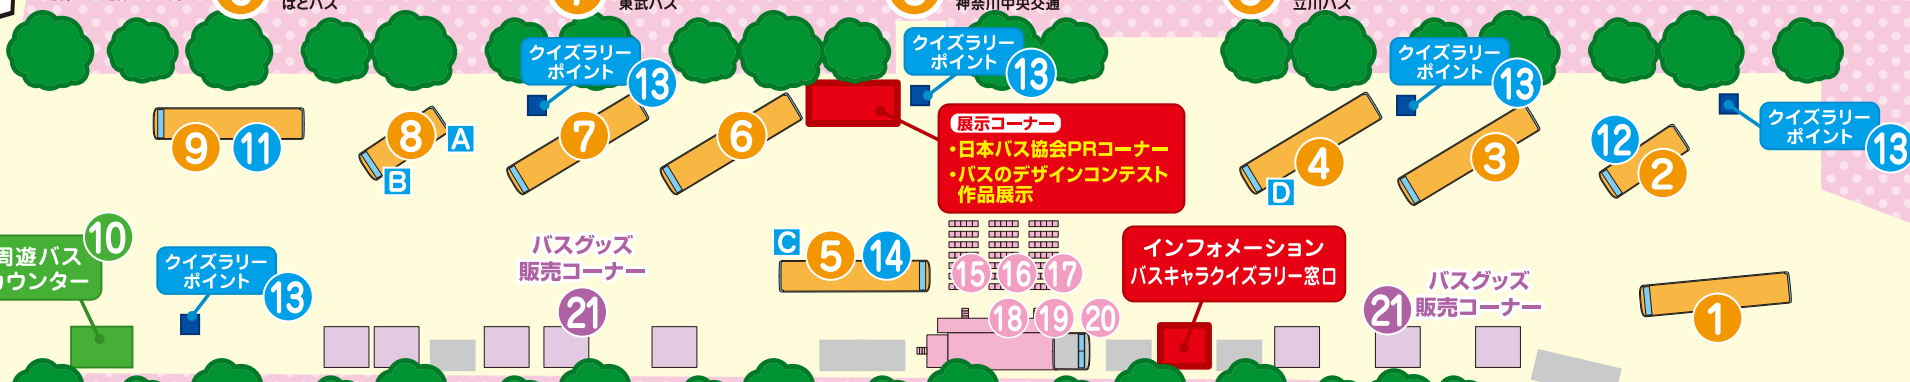 はとバス
東武バス
神奈川中央交通
立川バス
クイズラリー
ポイント
13
クイズラリー
ポイント
13
クイズラリー
ポイント
13
クイズラリー
ポイント
13
9
11
8
A
B
7
6
展示コーナー
・日本バス協会PRコーナー
・バスのデザインコンテスト
作品展示
4
D
3
12
2
10
周遊バス
カウンター
クイズラリー
ポイント
13
バスグッズ
販売コーナー
21
C
5
14
15
16
17
18
19
20
インフォメーション
バスキャラクイズラリー窓口
バスグッズ
販売コーナー
21
1